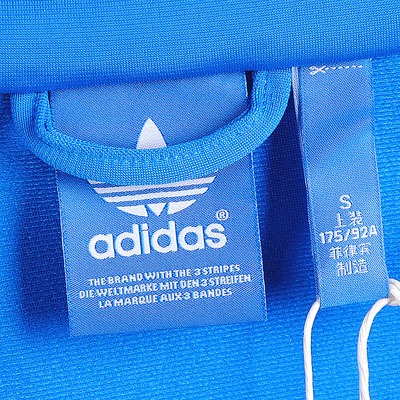 adidas®
THE BRAND WITH THE 3 STRIPES
DIE WELTMARKE MIT DEN 3 STREIFEN
LA MARQUE AUX 3 BANDES
S
上装
175/92A
菲律宾
制造